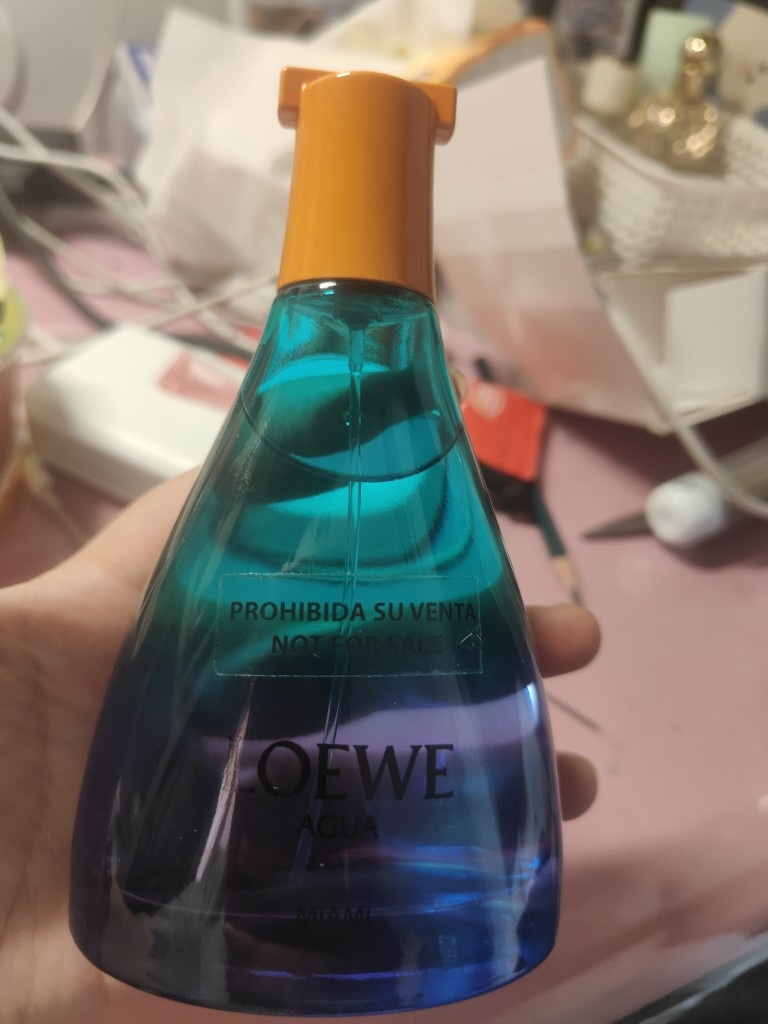 PROHIBIDA SU VENTA
NOT FOR SALE
LOEWE
AGUA
MIAMI